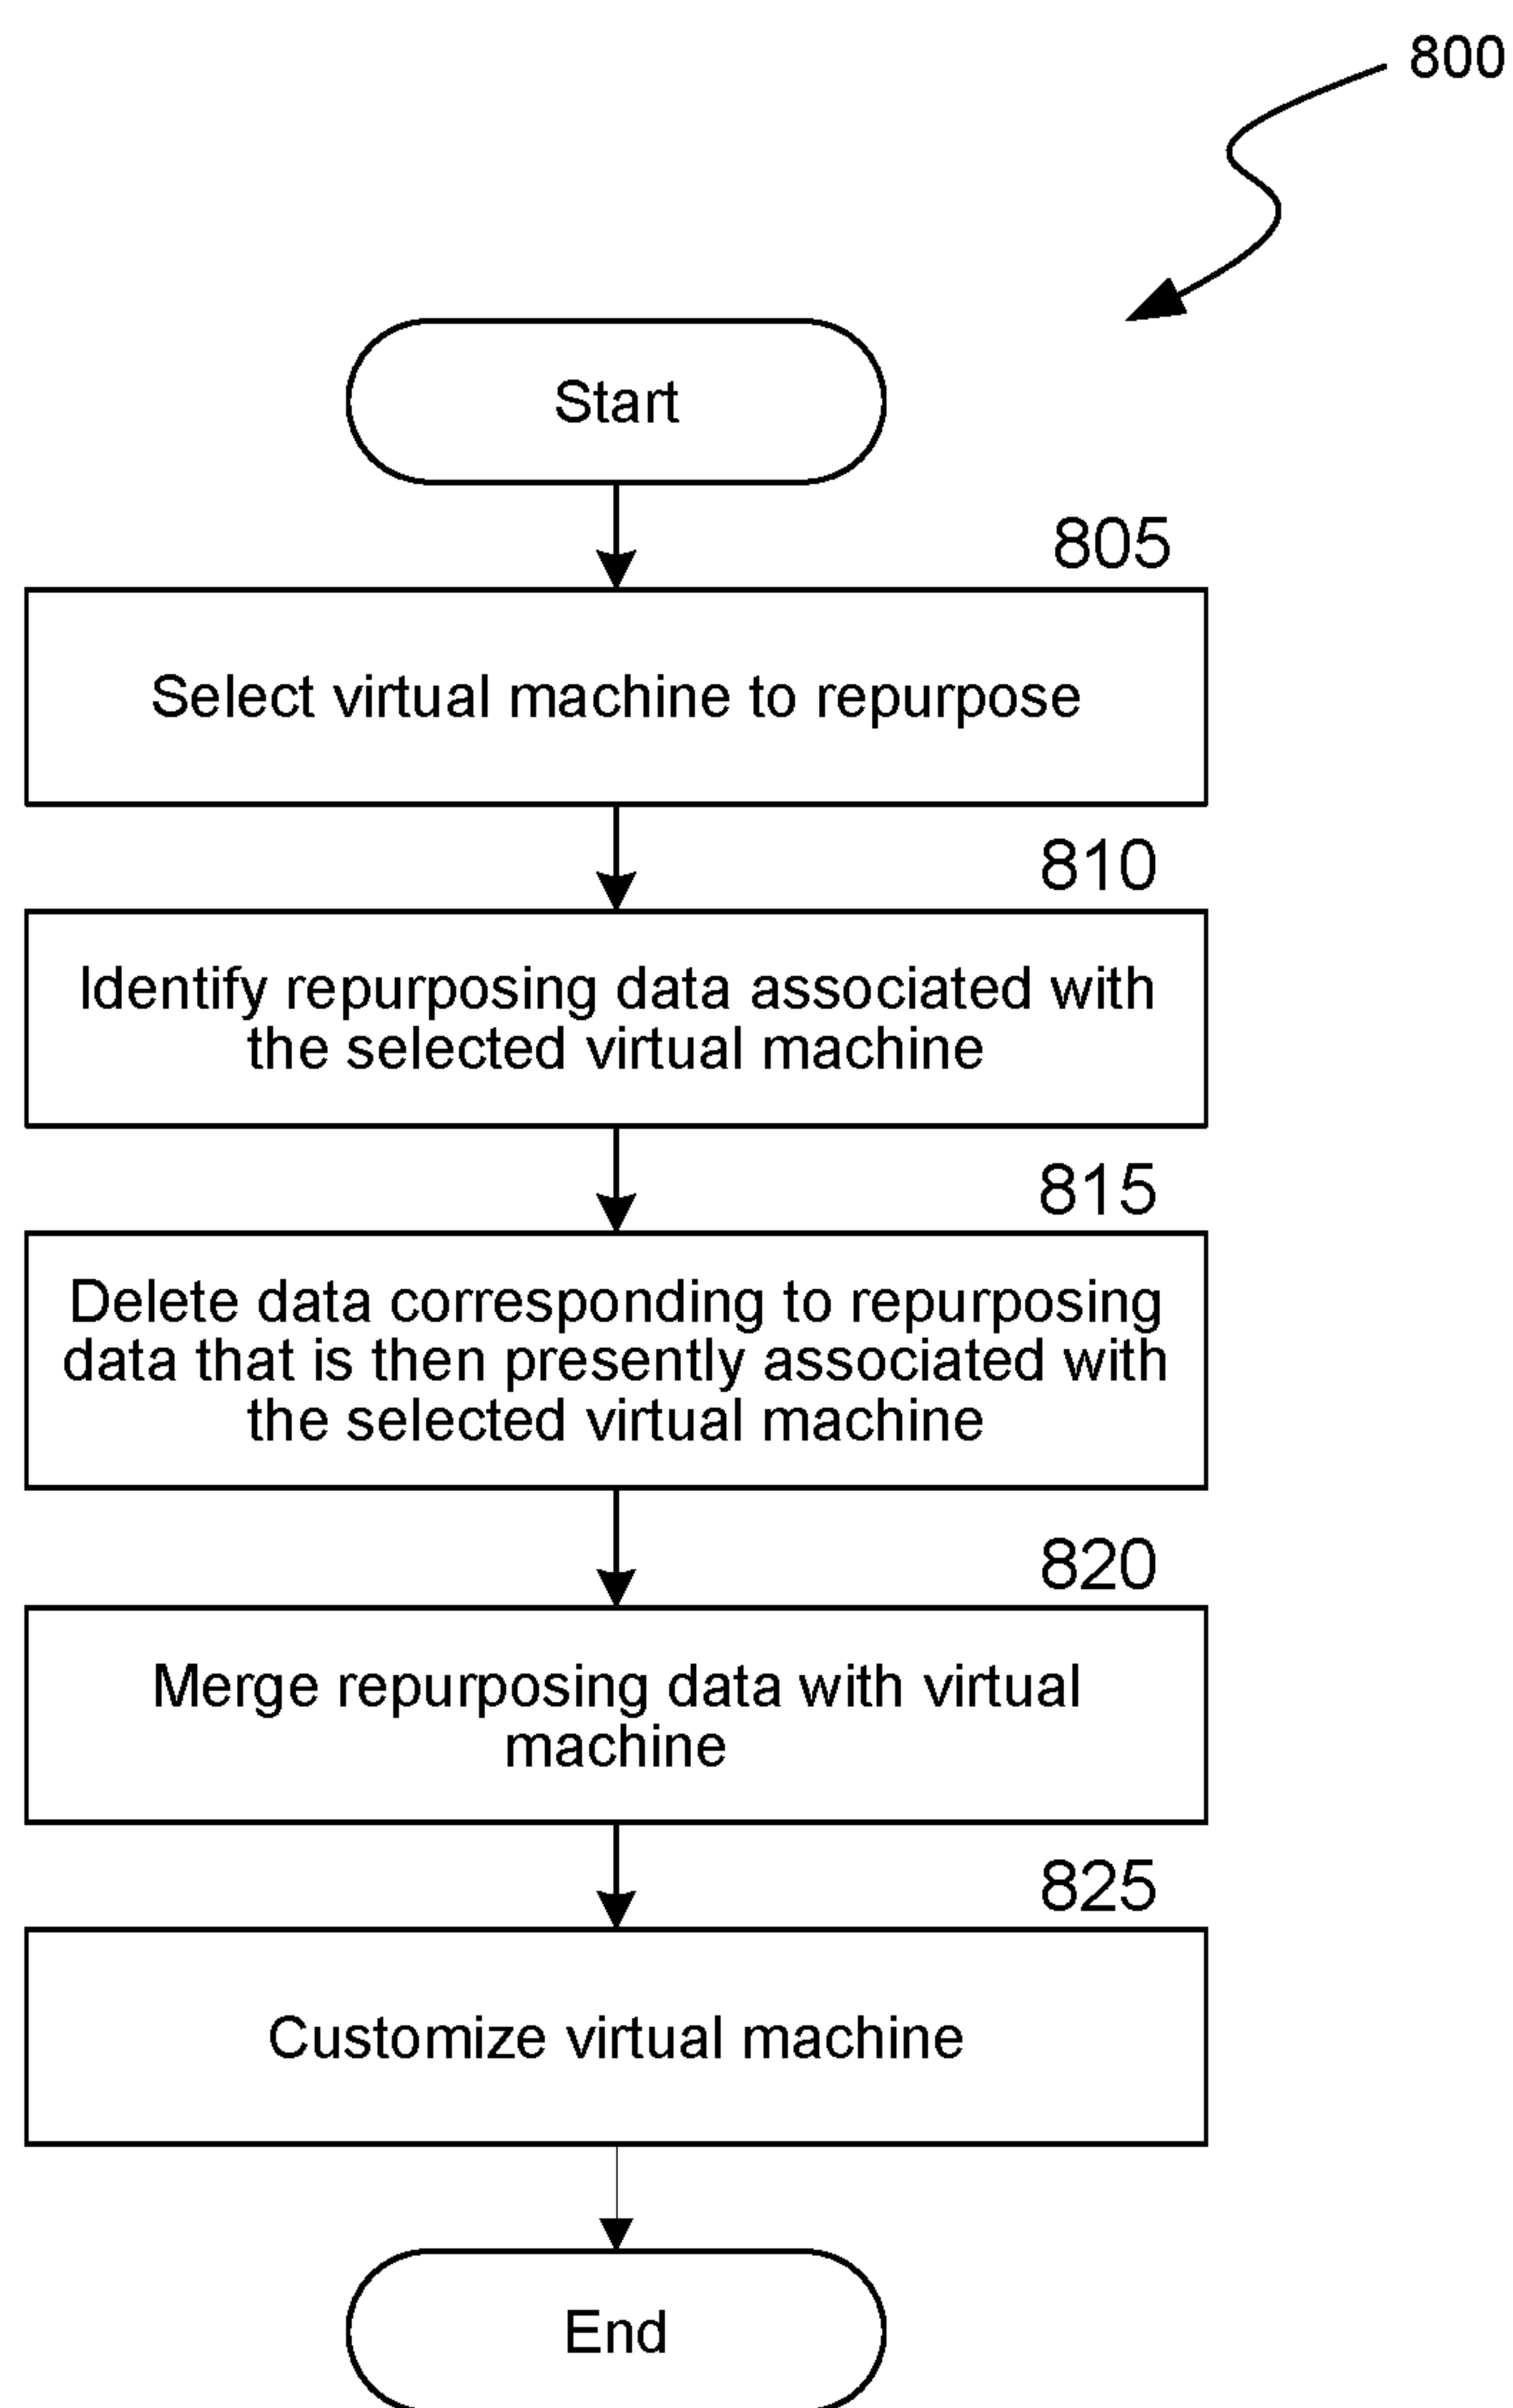 800
Start
805
Select virtual machine to repurpose
810
Identify repurposing data associated with
the selected virtual machine
815
Delete data corresponding to repurposing
data that is then presently associated with
the selected virtual machine
820
Merge repurposing data with virtual
machine
825
Customize virtual machine
End